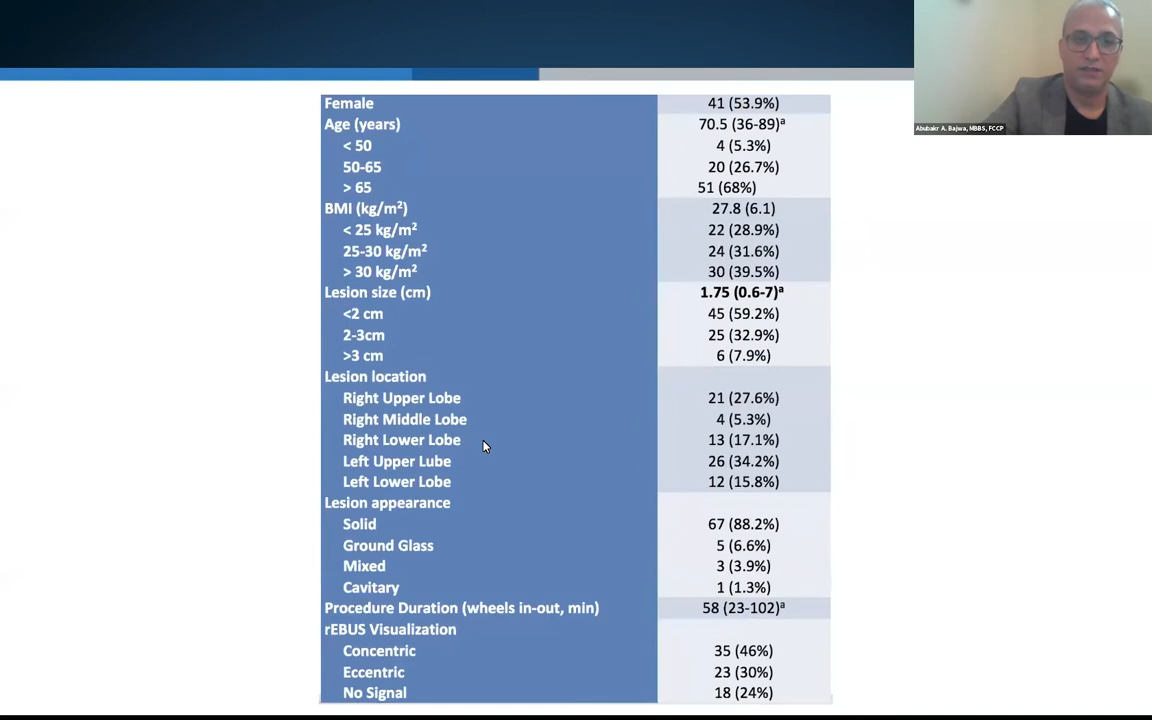 Abubakr A. Bajwa, MBBS, FCCP
Female 41 (53.9%)
Age (years) 70.5 (36-89)ᵃ
< 50 4 (5.3%)
50-65 20 (26.7%)
> 65 51 (68%)
BMI (kg/m²) 27.8 (6.1)
< 25 kg/m² 22 (28.9%)
25-30 kg/m² 24 (31.6%)
> 30 kg/m² 30 (39.5%)
Lesion size (cm) 1.75 (0.6-7)ᵃ
<2 cm 45 (59.2%)
2-3cm 25 (32.9%)
>3 cm 6 (7.9%)
Lesion location
Right Upper Lobe 21 (27.6%)
Right Middle Lobe 4 (5.3%)
Right Lower Lobe 13 (17.1%)
Left Upper Lube 26 (34.2%)
Left Lower Lobe 12 (15.8%)
Lesion appearance
Solid 67 (88.2%)
Ground Glass 5 (6.6%)
Mixed 3 (3.9%)
Cavitary 1 (1.3%)
Procedure Duration (wheels in-out, min) 58 (23-102)ᵃ
rEBUS Visualization
Concentric 35 (46%)
Eccentric 23 (30%)
No Signal 18 (24%)